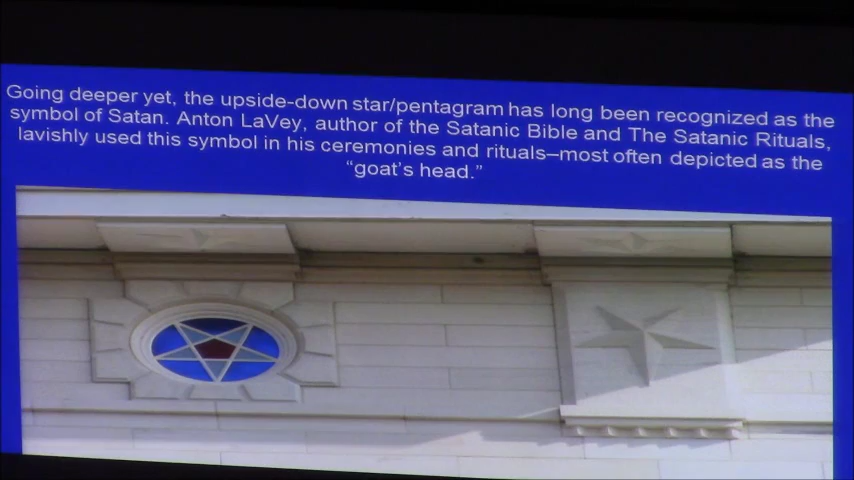 Going deeper yet, the upside-down star/pentagram has long been recognized as the
symbol of Satan. Anton LaVey, author of the Satanic Bible and The Satanic Rituals,
lavishly used this symbol in his ceremonies and rituals–most often depicted as the
“goat’s head.”